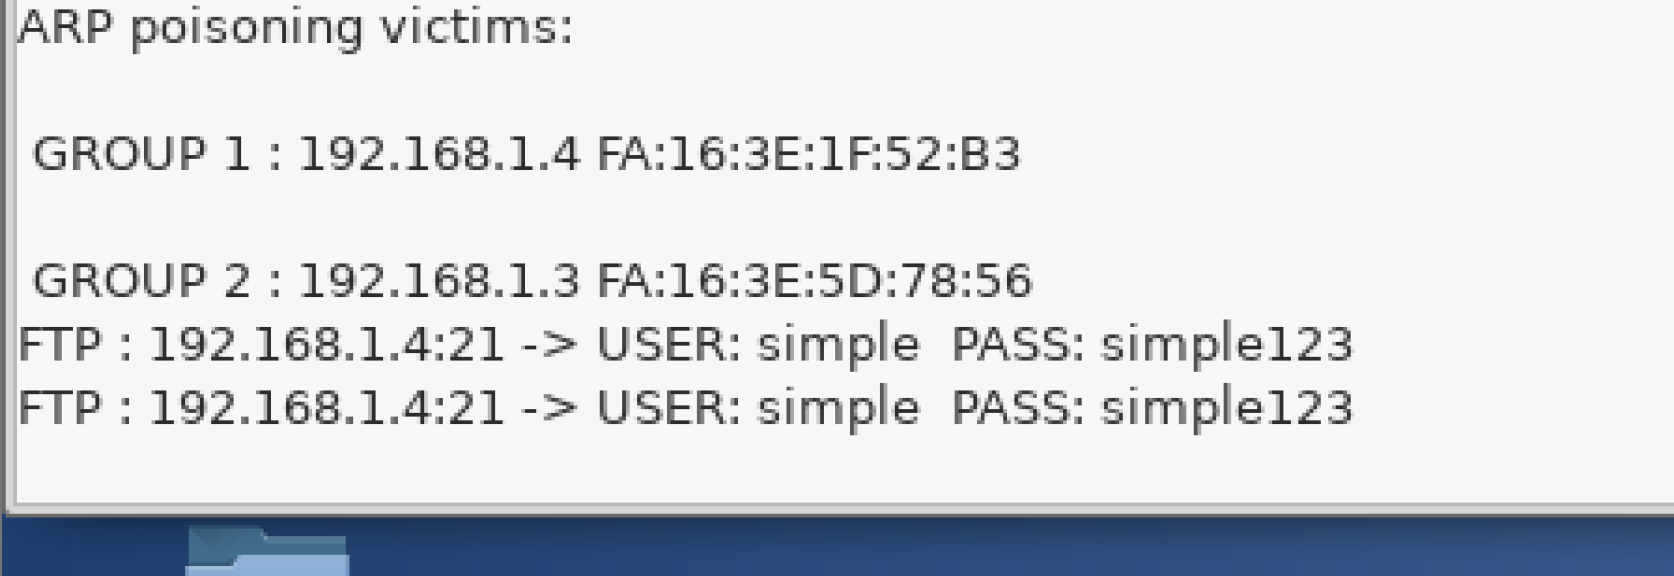 ARP poisoning victims:
GROUP 1 : 192.168.1.4 FA:16:3E:1F:52:B3
GROUP 2 : 192.168.1.3 FA:16:3E:5D:78:56
FTP : 192.168.1.4:21 -> USER: simple  PASS: simple123
FTP : 192.168.1.4:21 -> USER: simple  PASS: simple123